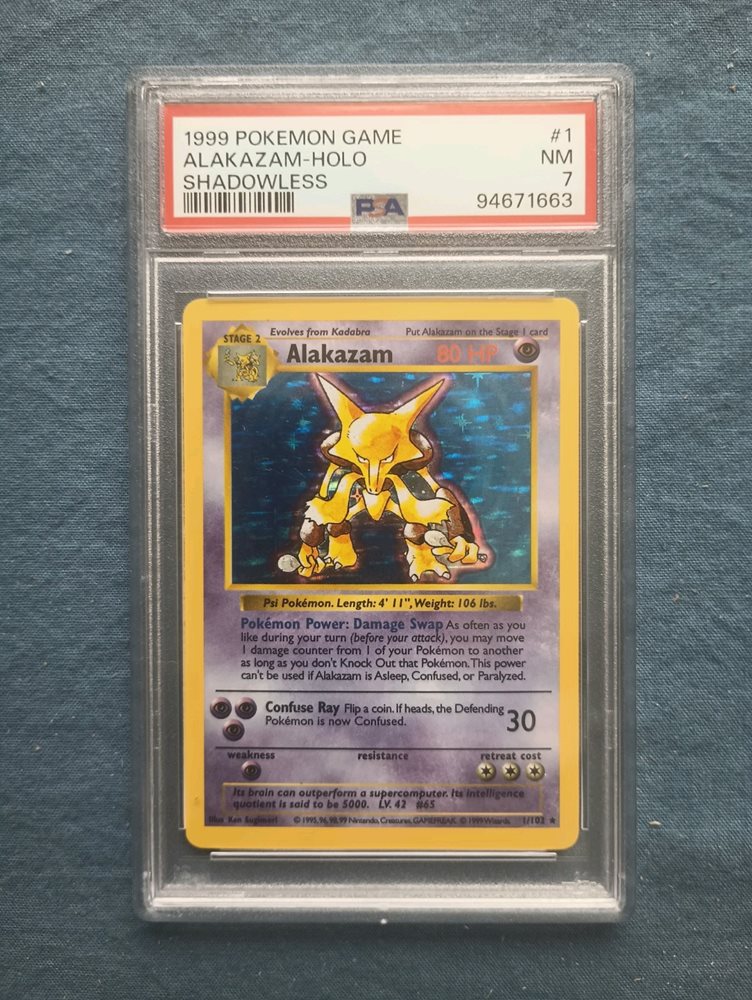 1999 POKEMON GAME #1
ALAKAZAM-HOLO NM
SHADOWLESS 7
PSA 94671663
Evolves from Kadabra Put Alakazam on the Stage 1 card
STAGE 2
Alakazam 80 HP
Psi Pokémon. Length: 4' 11", Weight: 106 lbs.
Pokémon Power: Damage Swap As often as you
like during your turn (before your attack), you may move
1 damage counter from 1 of your Pokémon to another
as long as you don't Knock Out that Pokémon. This power
can't be used if Alakazam is Asleep, Confused, or Paralyzed.
Confuse Ray Flip a coin. If heads, the Defending
Pokémon is now Confused.
30
weakness resistance retreat cost
Its brain can outperform a supercomputer. Its intelligence
quotient is said to be 5000. LV. 42 #65
Illus. Ken Sugimori © 1995, 96, 98, 99 Nintendo, Creatures, GAMEFREAK. © 1999 Wizards. 1/102 ★